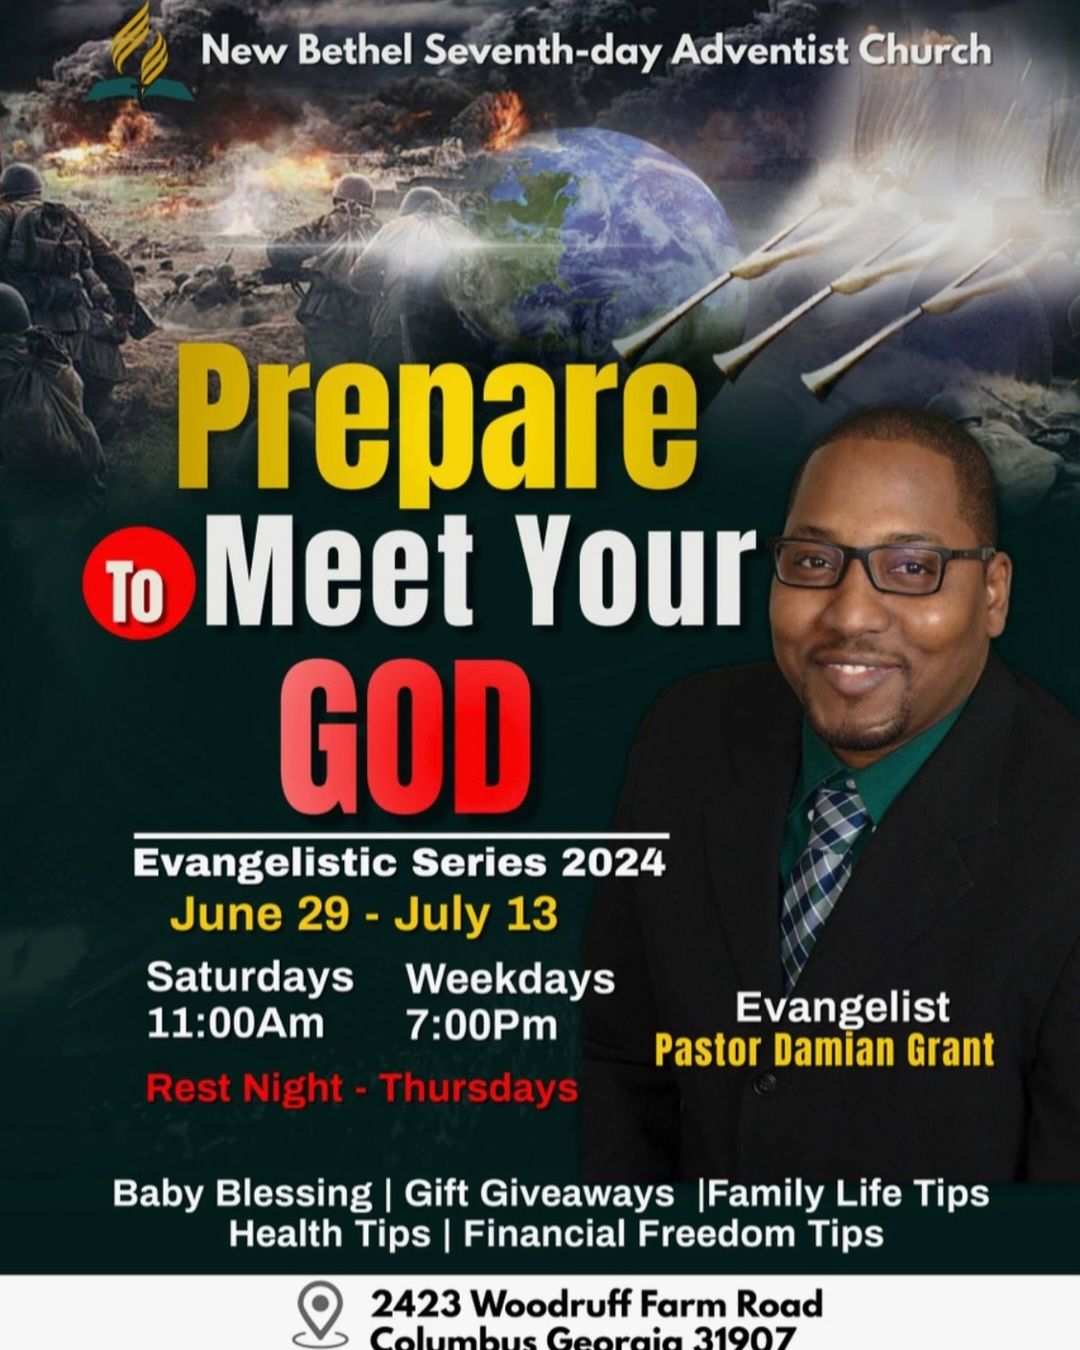 New Bethel Seventh-day Adventist Church
Prepare
To Meet Your
GOD
Evangelistic Series 2024
June 29 - July 13
Saturdays Weekdays
11:00Am 7:00Pm
Rest Night - Thursdays
Evangelist
Pastor Damian Grant
Baby Blessing | Gift Giveaways |Family Life Tips
Health Tips | Financial Freedom Tips
2423 Woodruff Farm Road
Columbus Georgia 31907